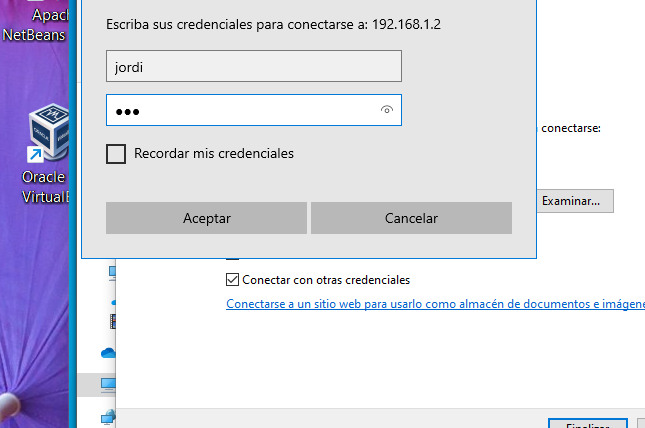 Apac
NetBeans
Escriba sus credenciales para conectarse a: 192.168.1.2
jordi
•••
Recordar mis credenciales
Aceptar
Cancelar
conectarse:
Oracle
Virtual
Examinar...
Conectar con otras credenciales
Conectarse a un sitio web para usarlo como almacén de documentos e imágene
Finalizar